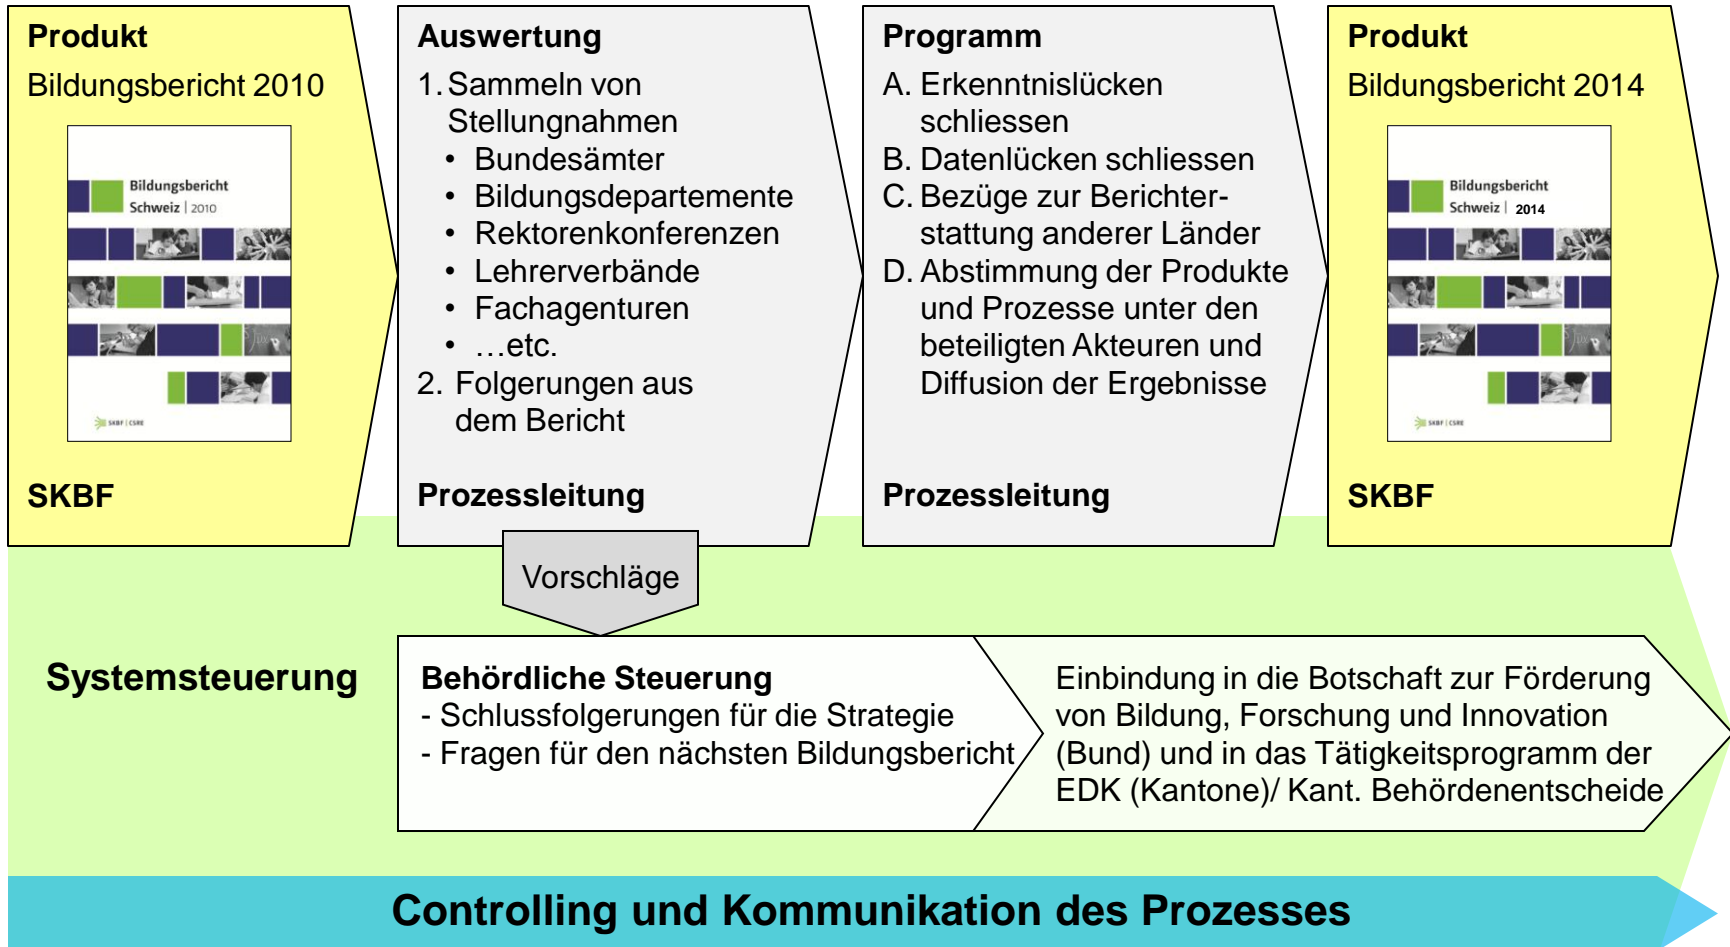 Produkt
Bildungsbericht 2010
Bildungsbericht
Schweiz | 2010
SKBF | CSRE
SKBF
Auswertung
1. Sammeln von
Stellungnahmen
• Bundesämter
• Bildungsdepartemente
• Rektorenkonferenzen
• Lehrerverbände
• Fachagenturen
• …etc.
2. Folgerungen aus
dem Bericht
Prozessleitung
Programm
A. Erkenntnislücken
schliessen
B. Datenlücken schliessen
C. Bezüge zur Berichter-
stattung anderer Länder
D. Abstimmung der Produkte
und Prozesse unter den
beteiligten Akteuren und
Diffusion der Ergebnisse
Prozessleitung
Produkt
Bildungsbericht 2014
Bildungsbericht
Schweiz | 2014
SKBF | CSRE
SKBF
Vorschläge
Systemsteuerung
Behördliche Steuerung
- Schlussfolgerungen für die Strategie
- Fragen für den nächsten Bildungsbericht
Einbindung in die Botschaft zur Förderung
von Bildung, Forschung und Innovation
(Bund) und in das Tätigkeitsprogramm der
EDK (Kantone)/ Kant. Behördenentscheide
Controlling und Kommunikation des Prozesses